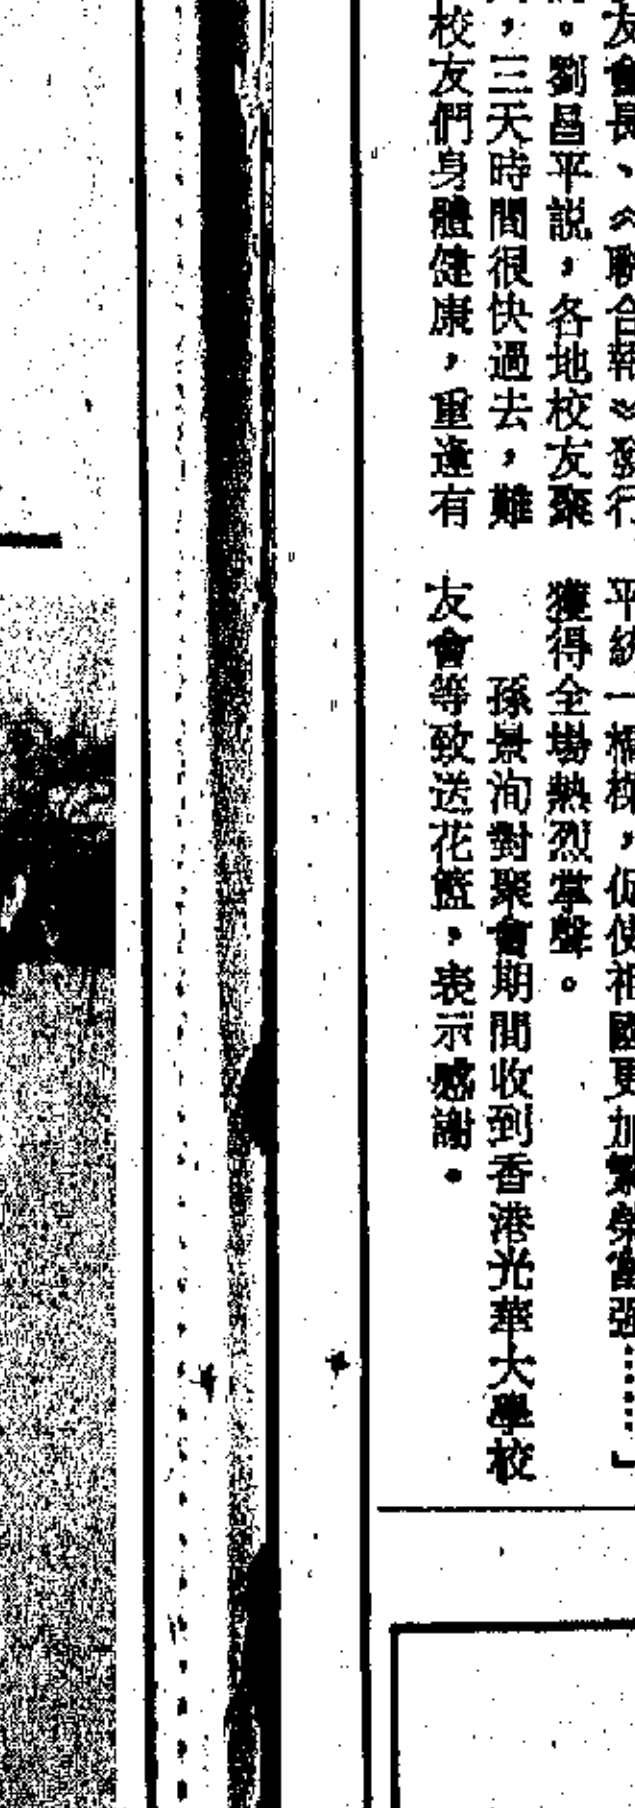 友會長、《聯合報》發行
。劉昌平説，各地校友聚
，三天時間很快過去，難
校友們身體健康，重逢有
平統一橋樑，促使祖國更加繁榮富强……」
獲得全場熱烈掌聲。
孫景洵對聚會期間收到香港光華大學校
友會等致送花籃，表示感謝。